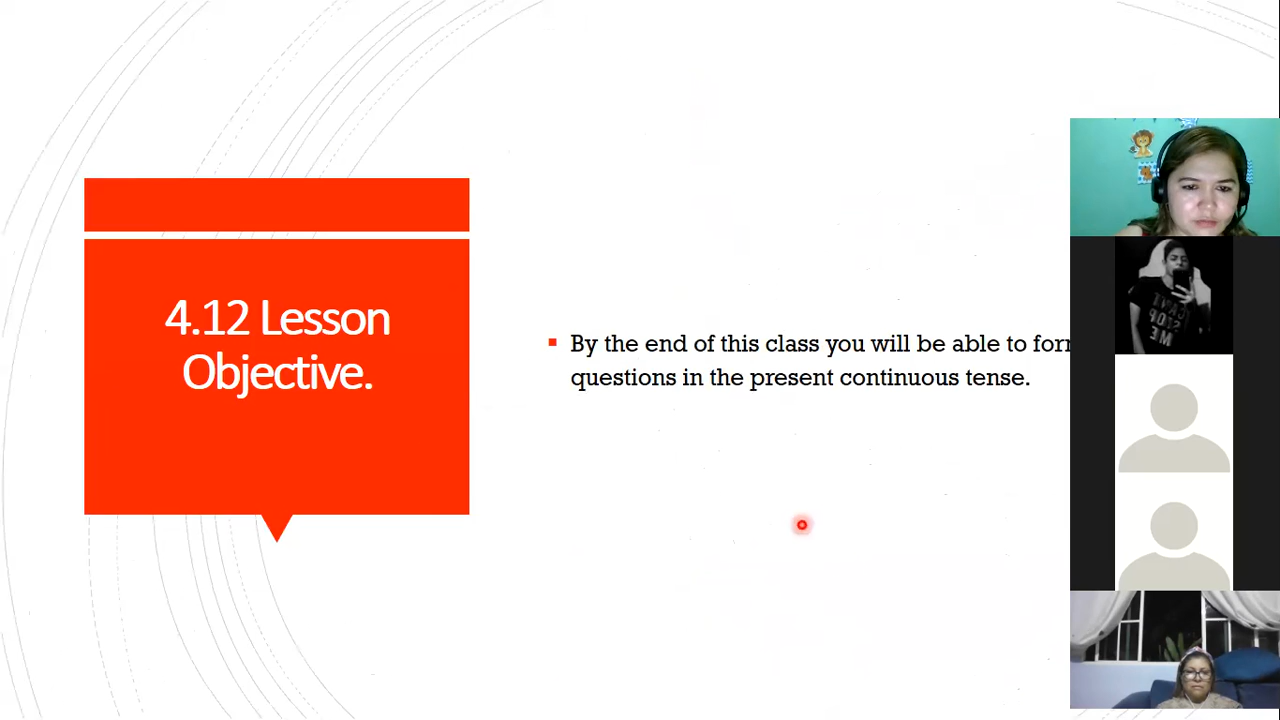 4.12 Lesson
Objective.
By the end of this class you will be able to
questions in the present continuous tense.